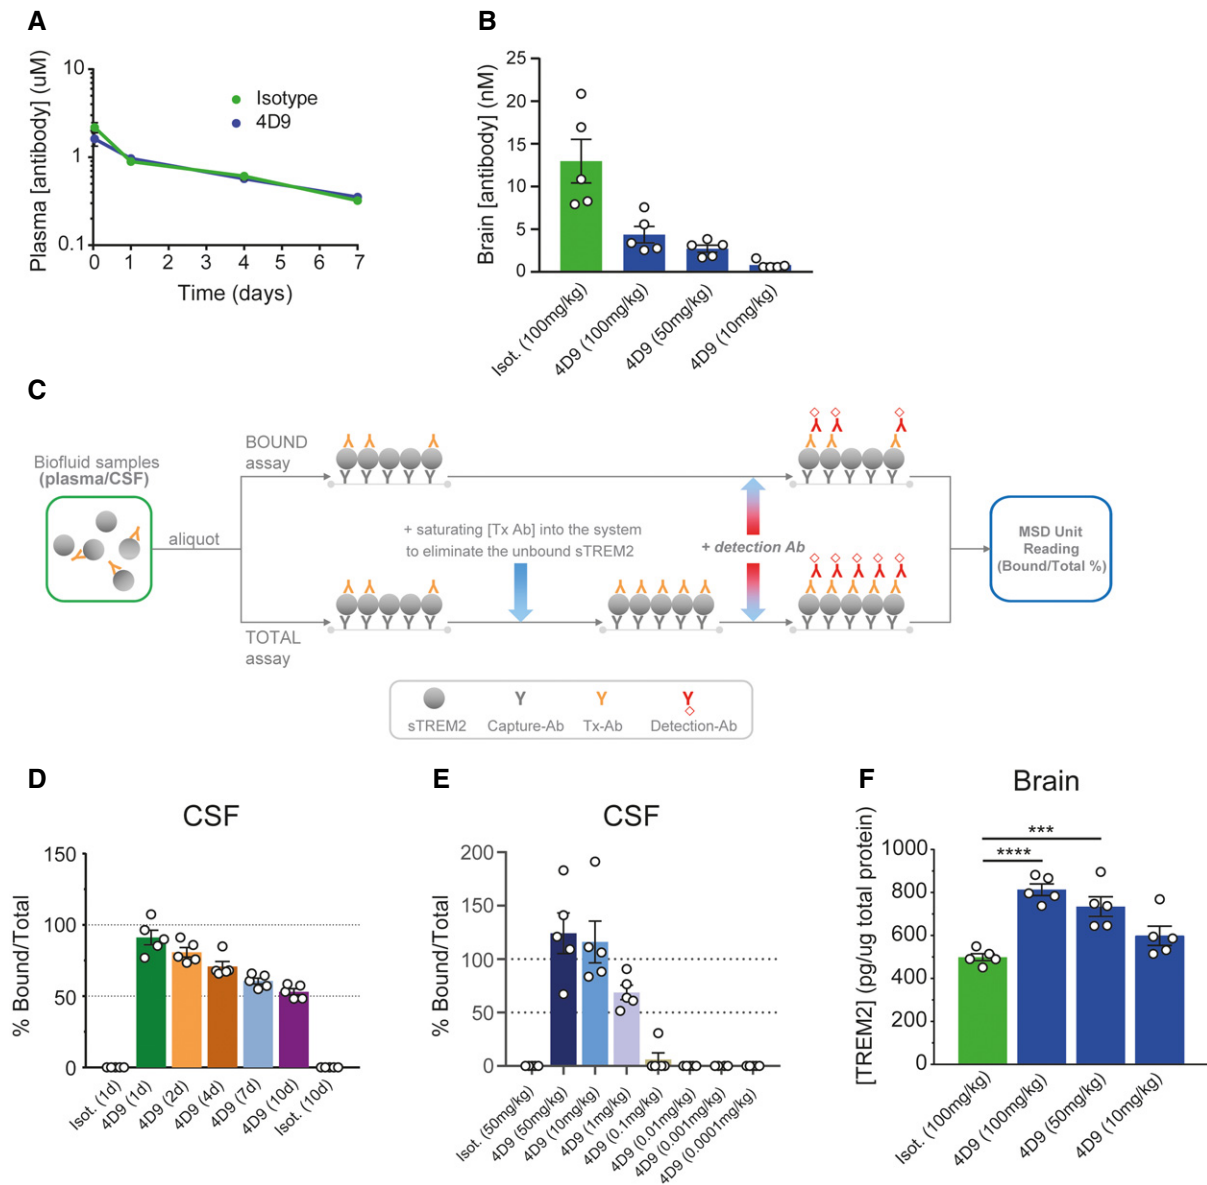 A
Plasma [antibody] (uM)
10
1
0.1
Isotype
4D9
0 1 2 3 4 5 6 7
Time (days)
B
Brain [antibody] (nM)
25
20
15
10
5
0
Isot. (100mg/kg)
4D9 (100mg/kg)
4D9 (50mg/kg)
4D9 (10mg/kg)
C
Biofluid samples
(plasma/CSF)
aliquot
BOUND
assay
+ saturating [Tx Ab] into the system
to eliminate the unbound sTREM2
+ detection Ab
MSD Unit
Reading
(Bound/Total %)
TOTAL
assay
sTREM2 Capture-Ab Tx-Ab Detection-Ab
D
CSF
% Bound/Total
150
100
50
0
Isot. (1d)
4D9 (1d)
4D9 (2d)
4D9 (4d)
4D9 (7d)
4D9 (10d)
Isot. (10d)
E
CSF
% Bound/Total
200
150
100
50
0
Isot. (50mg/kg)
4D9 (50mg/kg)
4D9 (10mg/kg)
4D9 (1mg/kg)
4D9 (0.1mg/kg)
4D9 (0.01mg/kg)
4D9 (0.001mg/kg)
4D9 (0.0001mg/kg)
F
Brain
[TREM2] (pg/ug total protein)
1000
800
600
400
200
0
***
****
Isot. (100mg/kg)
4D9 (100mg/kg)
4D9 (50mg/kg)
4D9 (10mg/kg)